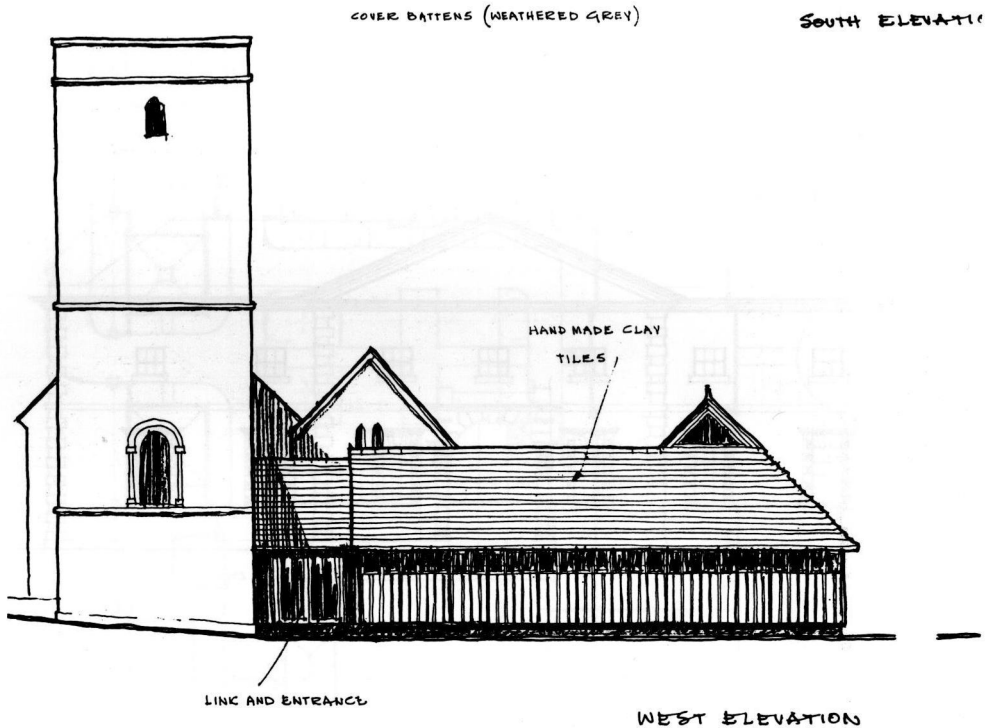 COVER BATTENS (WEATHERED GREY)
SOUTH ELEVATI
HAND MADE CLAY
TILES
LINK AND ENTRANCE
WEST ELEVATION